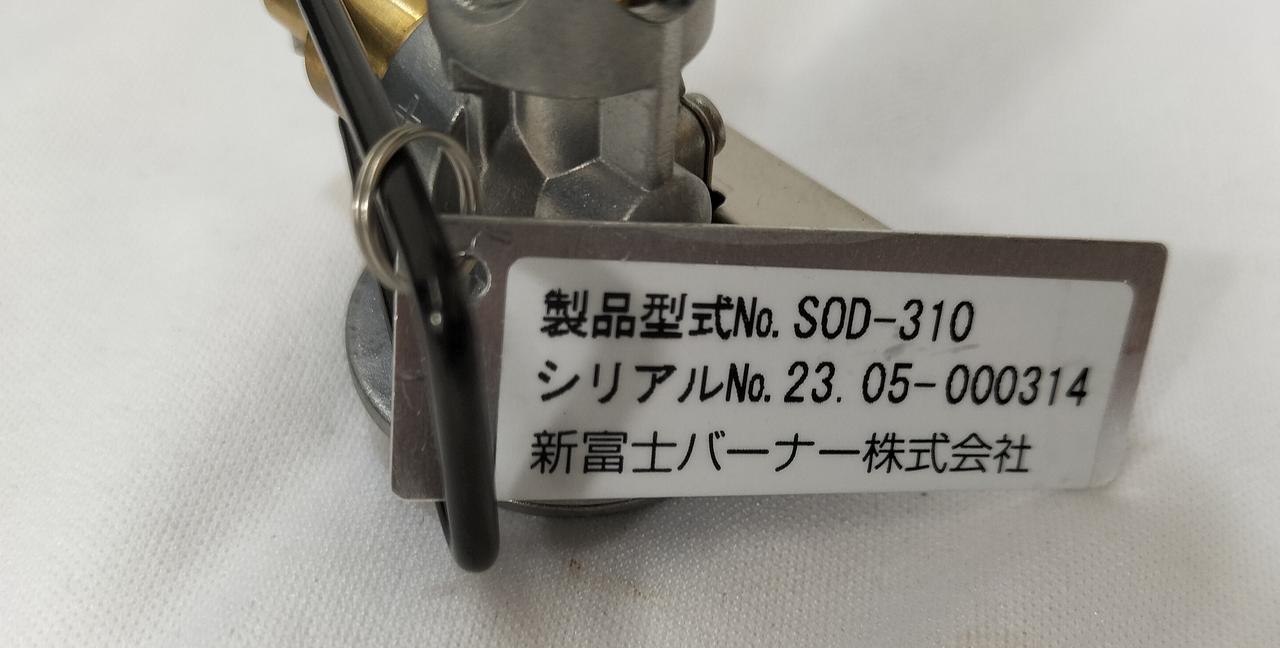 製品型式No. SOD-310
シリアルNo. 23. 05-000314
新富士バーナー株式会社